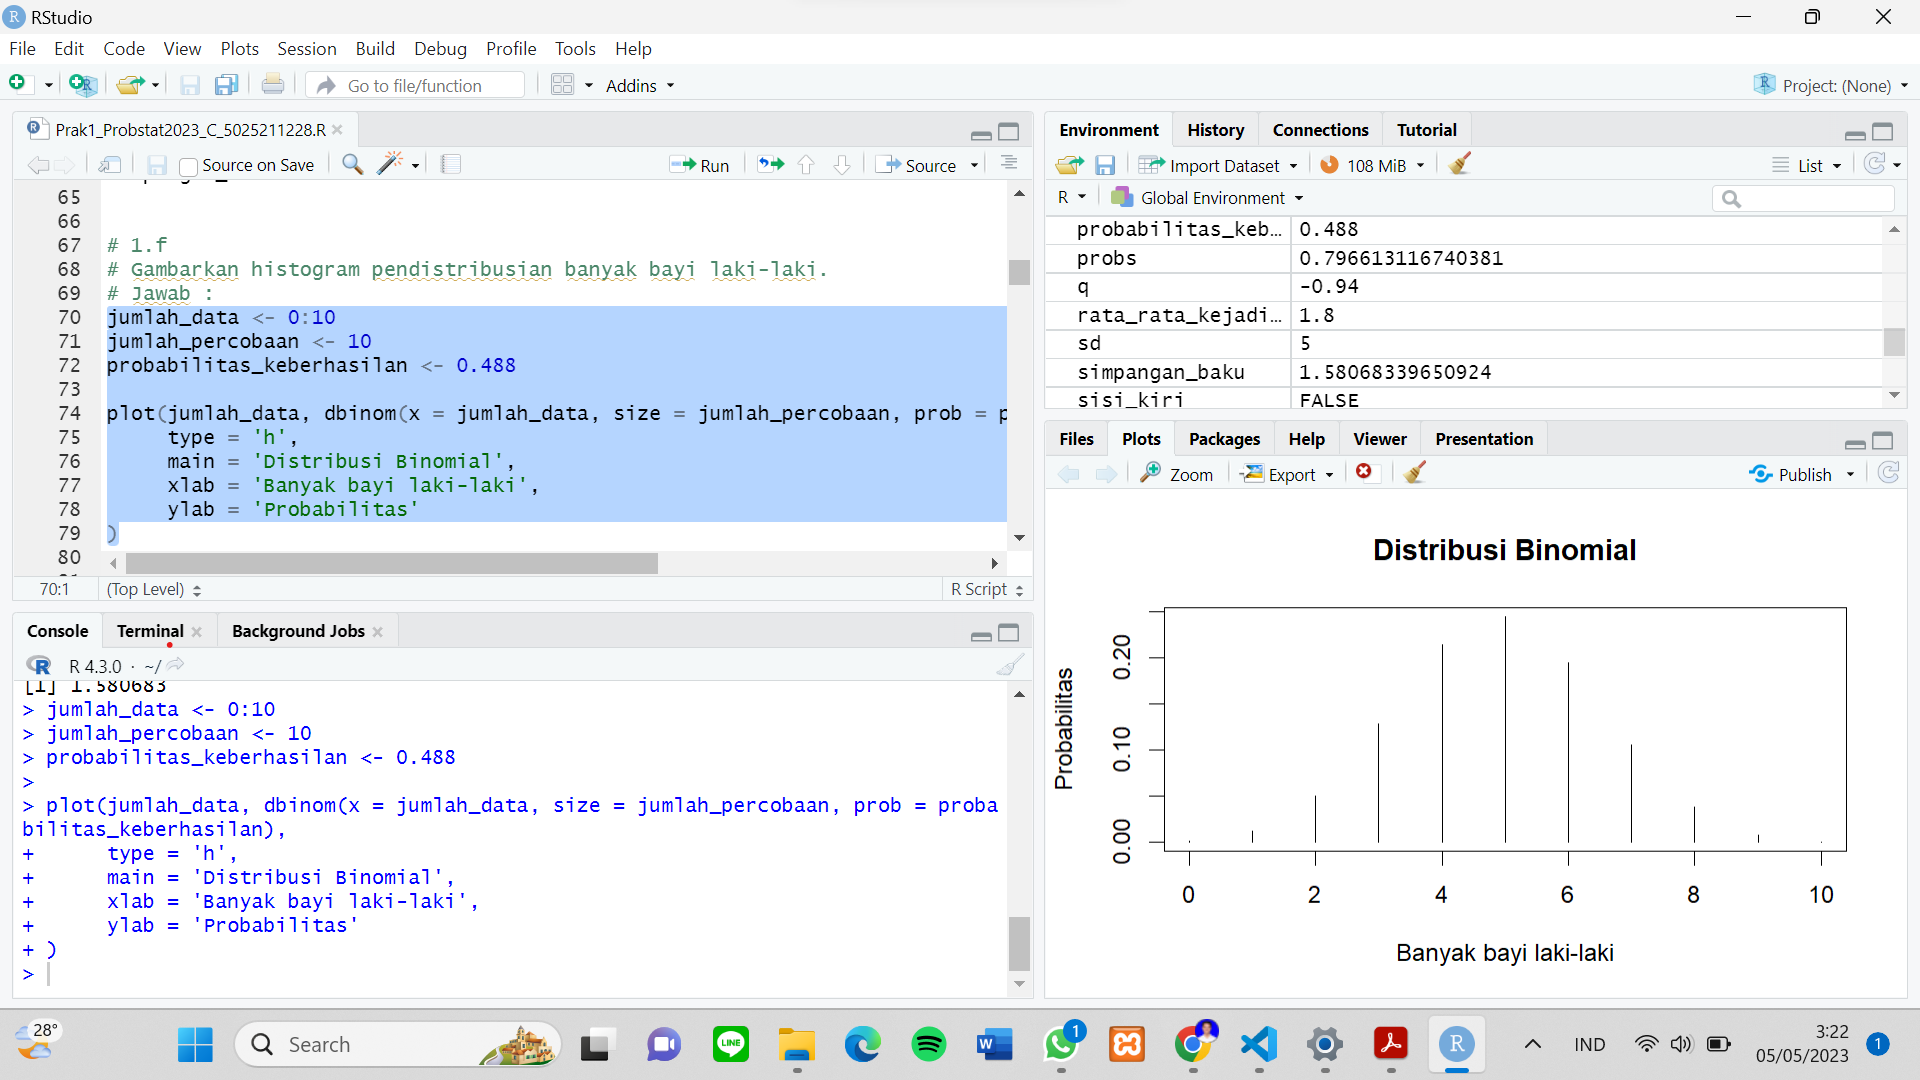 RStudio
File Edit Code View Plots Session Build Debug Profile Tools Help
Go to file/function Addins Project: (None)
Prak1_Probstat2023_C_5025211228.R
Source on Save Run Source
65
66
67 # 1.f
68 # Gambarkan histogram pendistribusian banyak bayi laki-laki.
69 # Jawab :
70 jumlah_data <- 0:10
71 jumlah_percobaan <- 10
72 probabilitas_keberhasilan <- 0.488
73
74 plot(jumlah_data, dbinom(x = jumlah_data, size = jumlah_percobaan, prob = p
75 type = 'h',
76 main = 'Distribusi Binomial',
77 xlab = 'Banyak bayi laki-laki',
78 ylab = 'Probabilitas'
79 )
80
70:1 (Top Level) R Script
Console Terminal Background Jobs
R 4.3.0 · ~/
[1] 1.580683
> jumlah_data <- 0:10
> jumlah_percobaan <- 10
> probabilitas_keberhasilan <- 0.488
>
> plot(jumlah_data, dbinom(x = jumlah_data, size = jumlah_percobaan, prob = proba
bilitas_keberhasilan),
+ type = 'h',
+ main = 'Distribusi Binomial',
+ xlab = 'Banyak bayi laki-laki',
+ ylab = 'Probabilitas'
+ )
>
Environment History Connections Tutorial
Import Dataset 108 MiB List
R Global Environment
probabilitas_keb… 0.488
probs 0.796613116740381
q -0.94
rata_rata_kejadi… 1.8
sd 5
simpangan_baku 1.58068339650924
sisi_kiri FALSE
Files Plots Packages Help Viewer Presentation
Zoom Export Publish
Distribusi Binomial
Probabilitas
0.20
0.10
0.00
0 2 4 6 8 10
Banyak bayi laki-laki
28°
Search
LINE
W
1
IND
3:22
05/05/2023
1